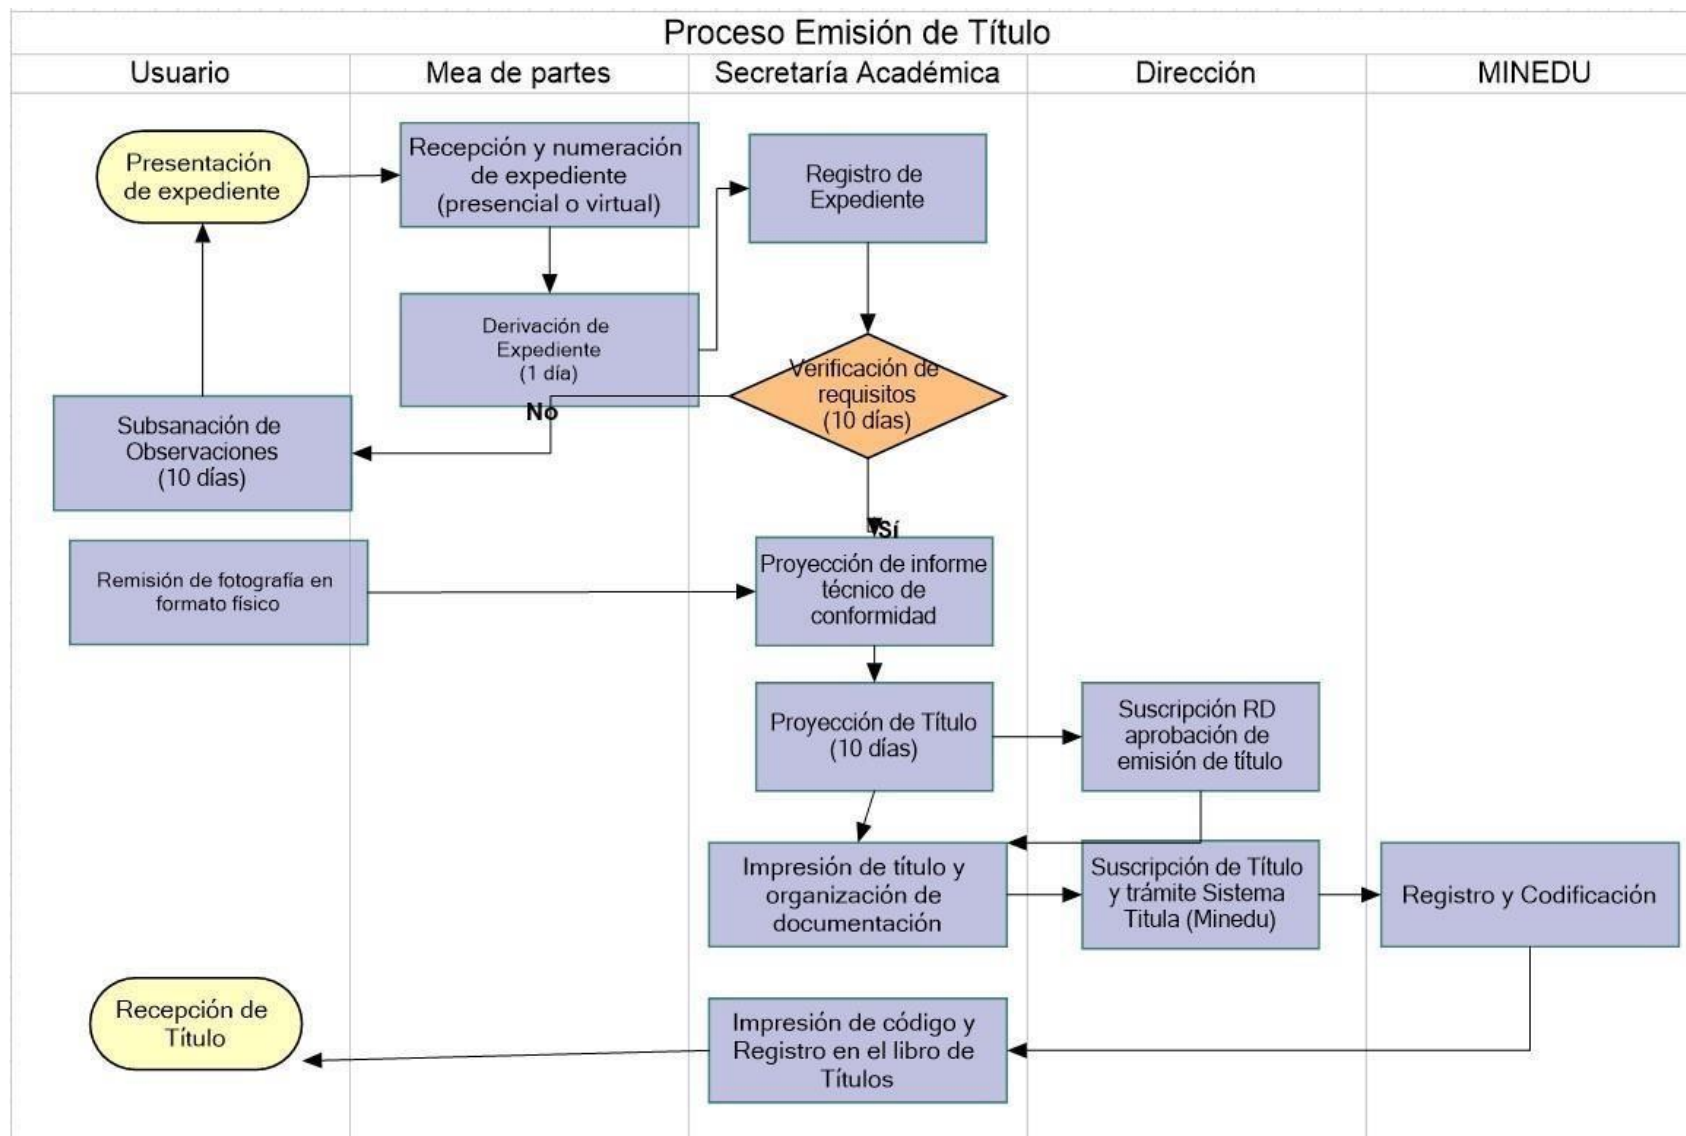 Proceso Emisión de Título
Usuario
Mea de partes
Secretaría Académica
Dirección
MINEDU
Presentación
de expediente
Recepción y numeración
de expediente
(presencial o virtual)
Registro de
Expediente
Derivación de
Expediente
(1 día)
Verificación de
requisitos
(10 días)
No
Subsanación de
Observaciones
(10 días)
Sí
Remisión de fotografía en
formato físico
Proyección de informe
técnico de
conformidad
Proyección de Título
(10 días)
Suscripción RD
aprobación de
emisión de título
Impresión de título y
organización de
documentación
Suscripción de Título
y trámite Sistema
Titula (Minedu)
Registro y Codificación
Recepción de
Título
Impresión de código y
Registro en el libro de
Títulos